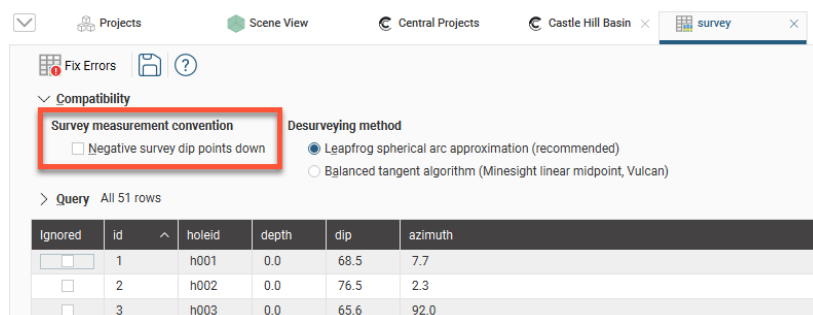 Projects Scene View Central Projects Castle Hill Basin survey
Fix Errors
Compatibility
Survey measurement convention Desurveying method
Negative survey dip points down Leapfrog spherical arc approximation (recommended)
Balanced tangent algorithm (Minesight linear midpoint, Vulcan)
Query All 51 rows
Ignored id holeid depth dip azimuth
1 h001 0.0 68.5 7.7
2 h002 0.0 76.5 2.3
3 h003 0.0 65.6 92.0